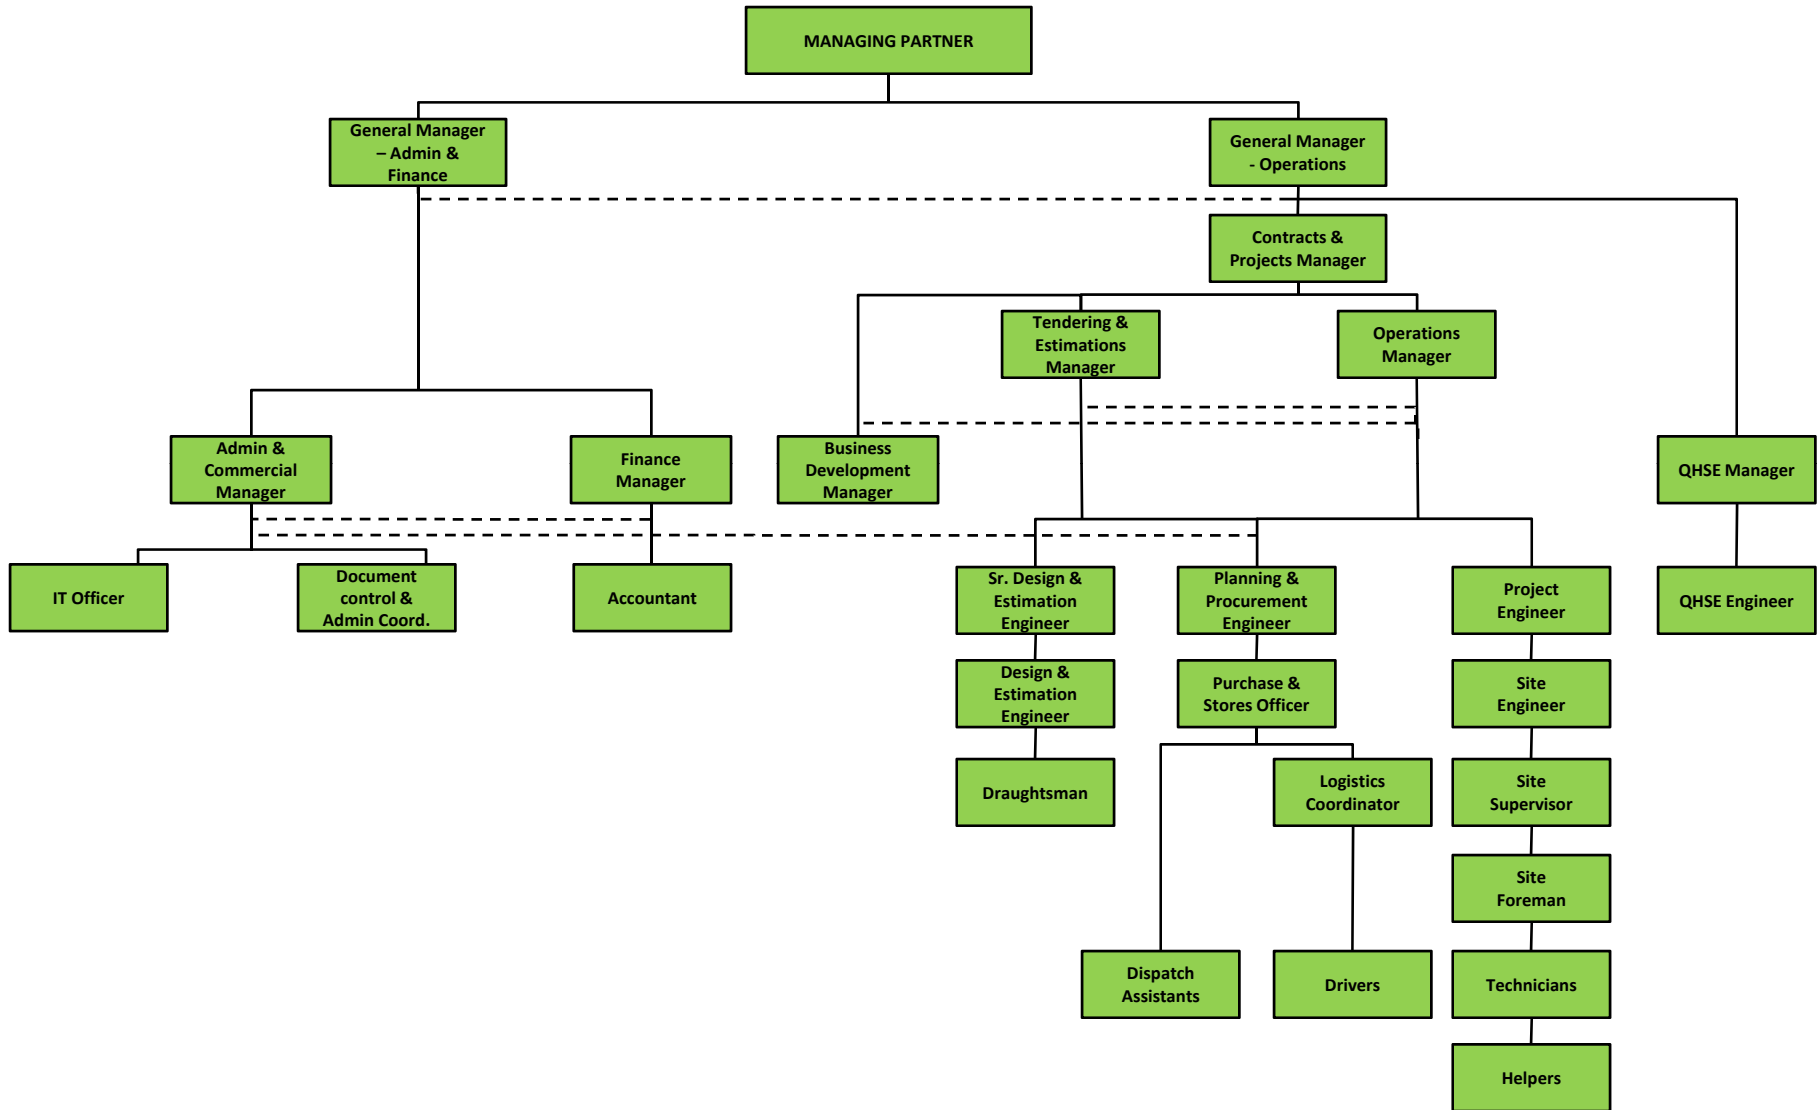 MANAGING PARTNER
General Manager
– Admin &
Finance
General Manager
- Operations
Contracts &
Projects Manager
Tendering &
Estimations
Manager
Operations
Manager
Admin &
Commercial
Manager
Finance
Manager
Business
Development
Manager
QHSE Manager
IT Officer
Document
control &
Admin Coord.
Accountant
Sr. Design &
Estimation
Engineer
Planning &
Procurement
Engineer
Project
Engineer
QHSE Engineer
Design &
Estimation
Engineer
Purchase &
Stores Officer
Site
Engineer
Draughtsman
Logistics
Coordinator
Site
Supervisor
Site
Foreman
Dispatch
Assistants
Drivers
Technicians
Helpers